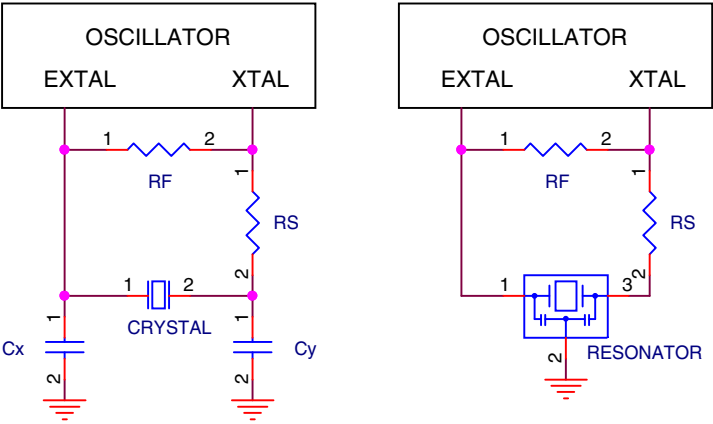 OSCILLATOR
EXTAL XTAL
1 2
RF
1
RS
2
1 2
CRYSTAL
1 1
Cx Cy
2 2
OSCILLATOR
EXTAL XTAL
1 2
RF
1
RS
2
1 3
RESONATOR
2